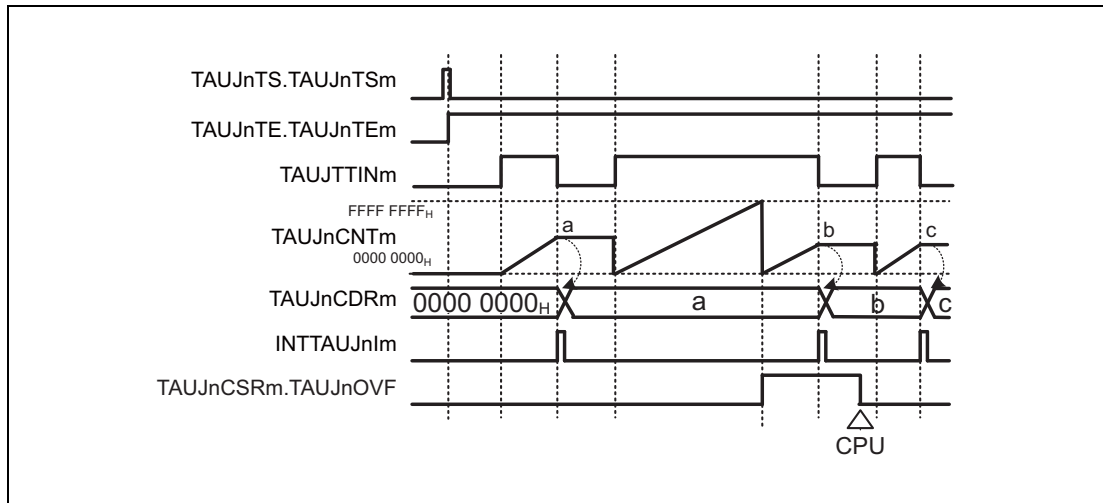 TAUJnTS.TAUJnTSm
TAUJnTE.TAUJnTEm
TAUJTTINm
FFFF FFFFH
a b c
TAUJnCNTm
0000 0000H
TAUJnCDRm 0000 0000H a b c
INTTAUJnIm
TAUJnCSRm.TAUJnOVF
CPU